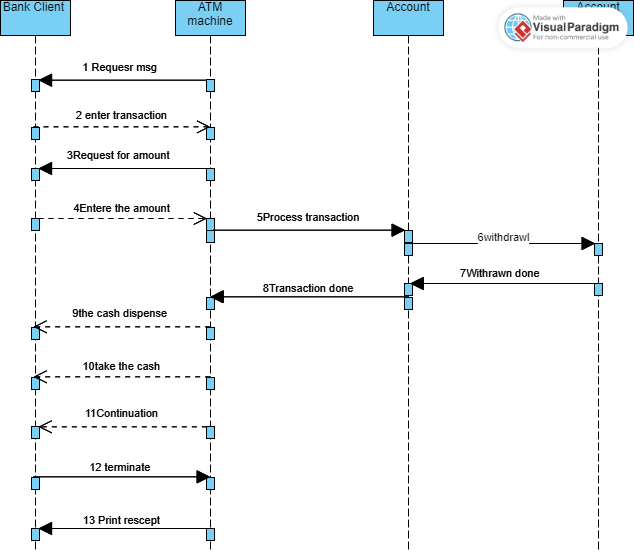 Bank Client
ATM
machine
Account
Account
Made with
VisualParadigm
For non-commercial use
1 Requesr msg
2 enter transaction
3Request for amount
4Entere the amount
5Process transaction
6withdrawl
7Withrawn done
8Transaction done
9the cash dispense
10take the cash
11Continuation
12 terminate
13 Print rescept